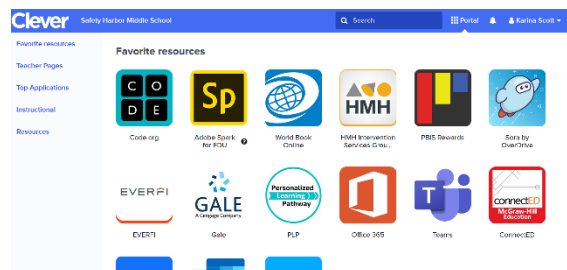 Clever Safety Harbor Middle School Search Portal Karina Scott
Favorite resources
Teacher Pages
Top Applications
Instructional
Resources
Favorite resources
C O
D E
Sp
HMH
Code org
Adobe Spark
for EDU
World Book
Online
HMH Intervention
Services Grou...
PBIS Rewards
Sora by
OverDrive
EVERFI
GALE
A Cengage Company
Personalized
Learning
Pathway
T
connectED
McGraw-Hill
Education
EVERFI
Gale
PLP
Office 365
Teams
ConnectED